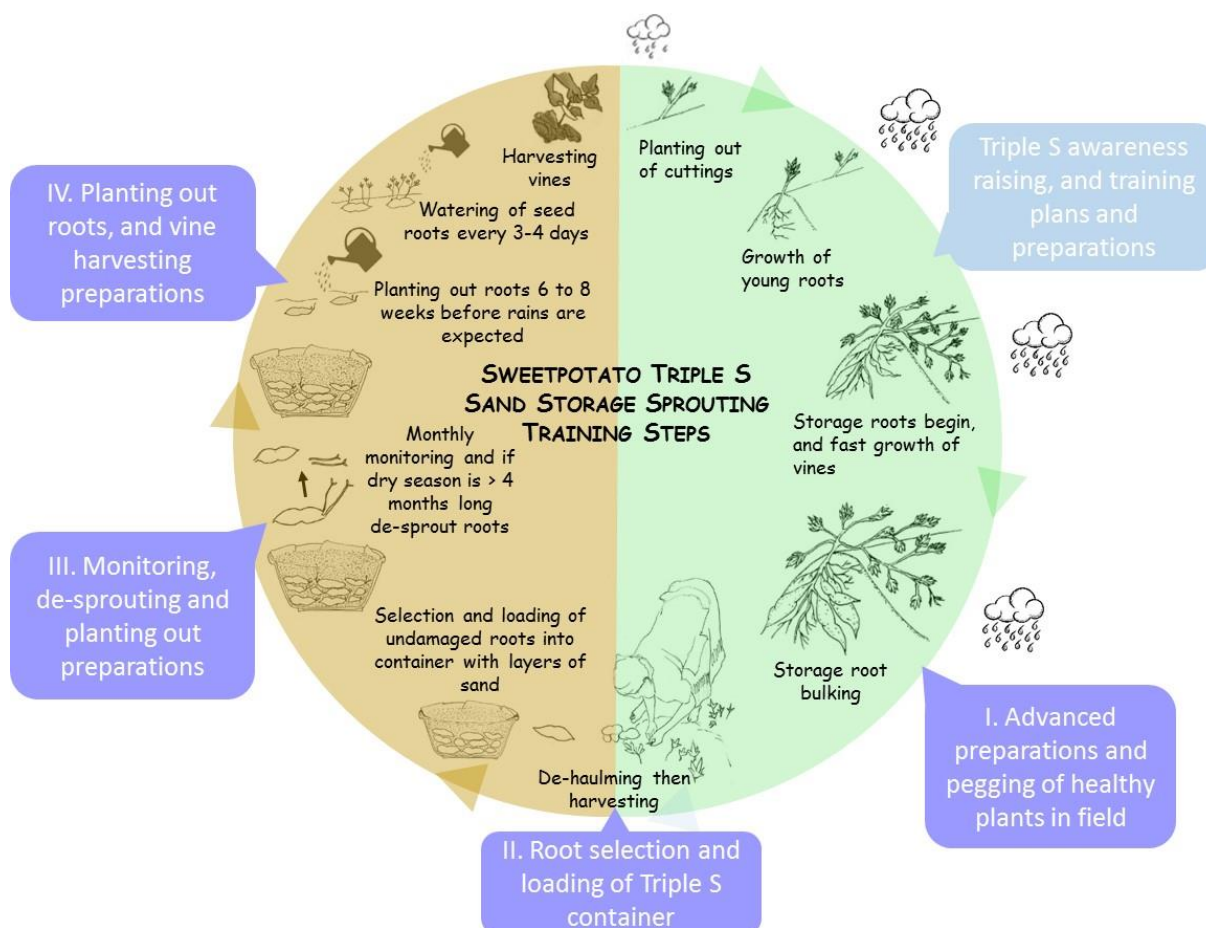 SWEETPOTATO TRIPLE S
SAND STORAGE SPROUTING
TRAINING STEPS
Planting out
of cuttings
Growth of
young roots
Triple S awareness
raising, and training
plans and
preparations
Storage roots begin,
and fast growth of
vines
Storage root
bulking
I. Advanced
preparations and
pegging of healthy
plants in field
De-haulming then
harvesting
II. Root selection and
loading of Triple S
container
Selection and loading of
undamaged roots into
container with layers of
sand
III. Monitoring,
de-sprouting and
planting out
preparations
Monthly
monitoring and if
dry season is > 4
months long
de-sprout roots
Planting out roots 6 to 8
weeks before rains are
expected
IV. Planting out
roots, and vine
harvesting
preparations
Watering of seed
roots every 3-4 days
Harvesting
vines